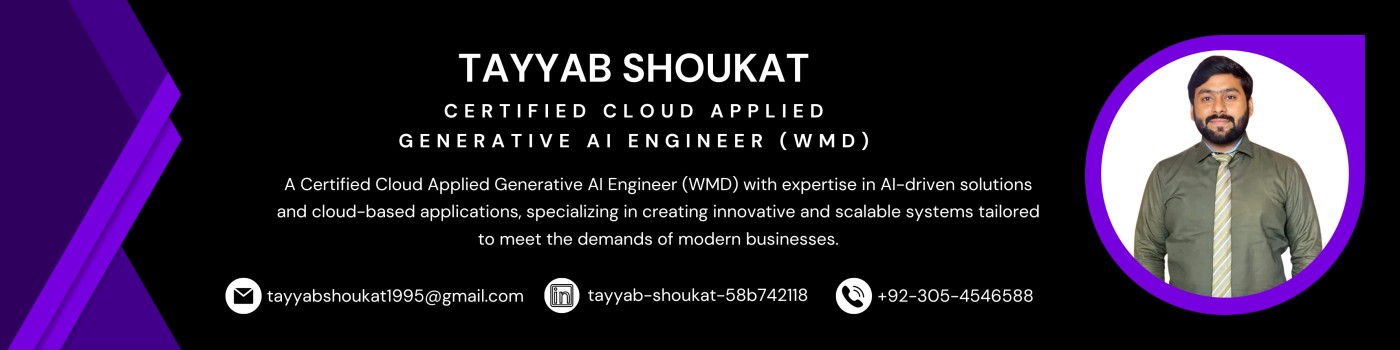 TAYYAB SHOUKAT
CERTIFIED CLOUD APPLIED
GENERATIVE AI ENGINEER (WMD)
A Certified Cloud Applied Generative AI Engineer (WMD) with expertise in AI-driven solutions
and cloud-based applications, specializing in creating innovative and scalable systems tailored
to meet the demands of modern businesses.
tayyabshoukat1995@gmail.com in tayyab-shoukat-58b742118 +92-305-4546588